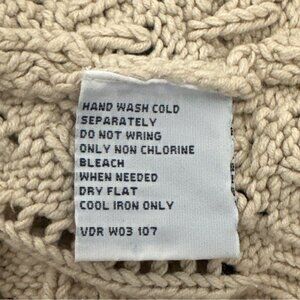 HAND WASH COLD
SEPARATELY
DO NOT WRING
ONLY NON CHLORINE
BLEACH
WHEN NEEDED
DRY FLAT
COOL IRON ONLY
VDR W03 107